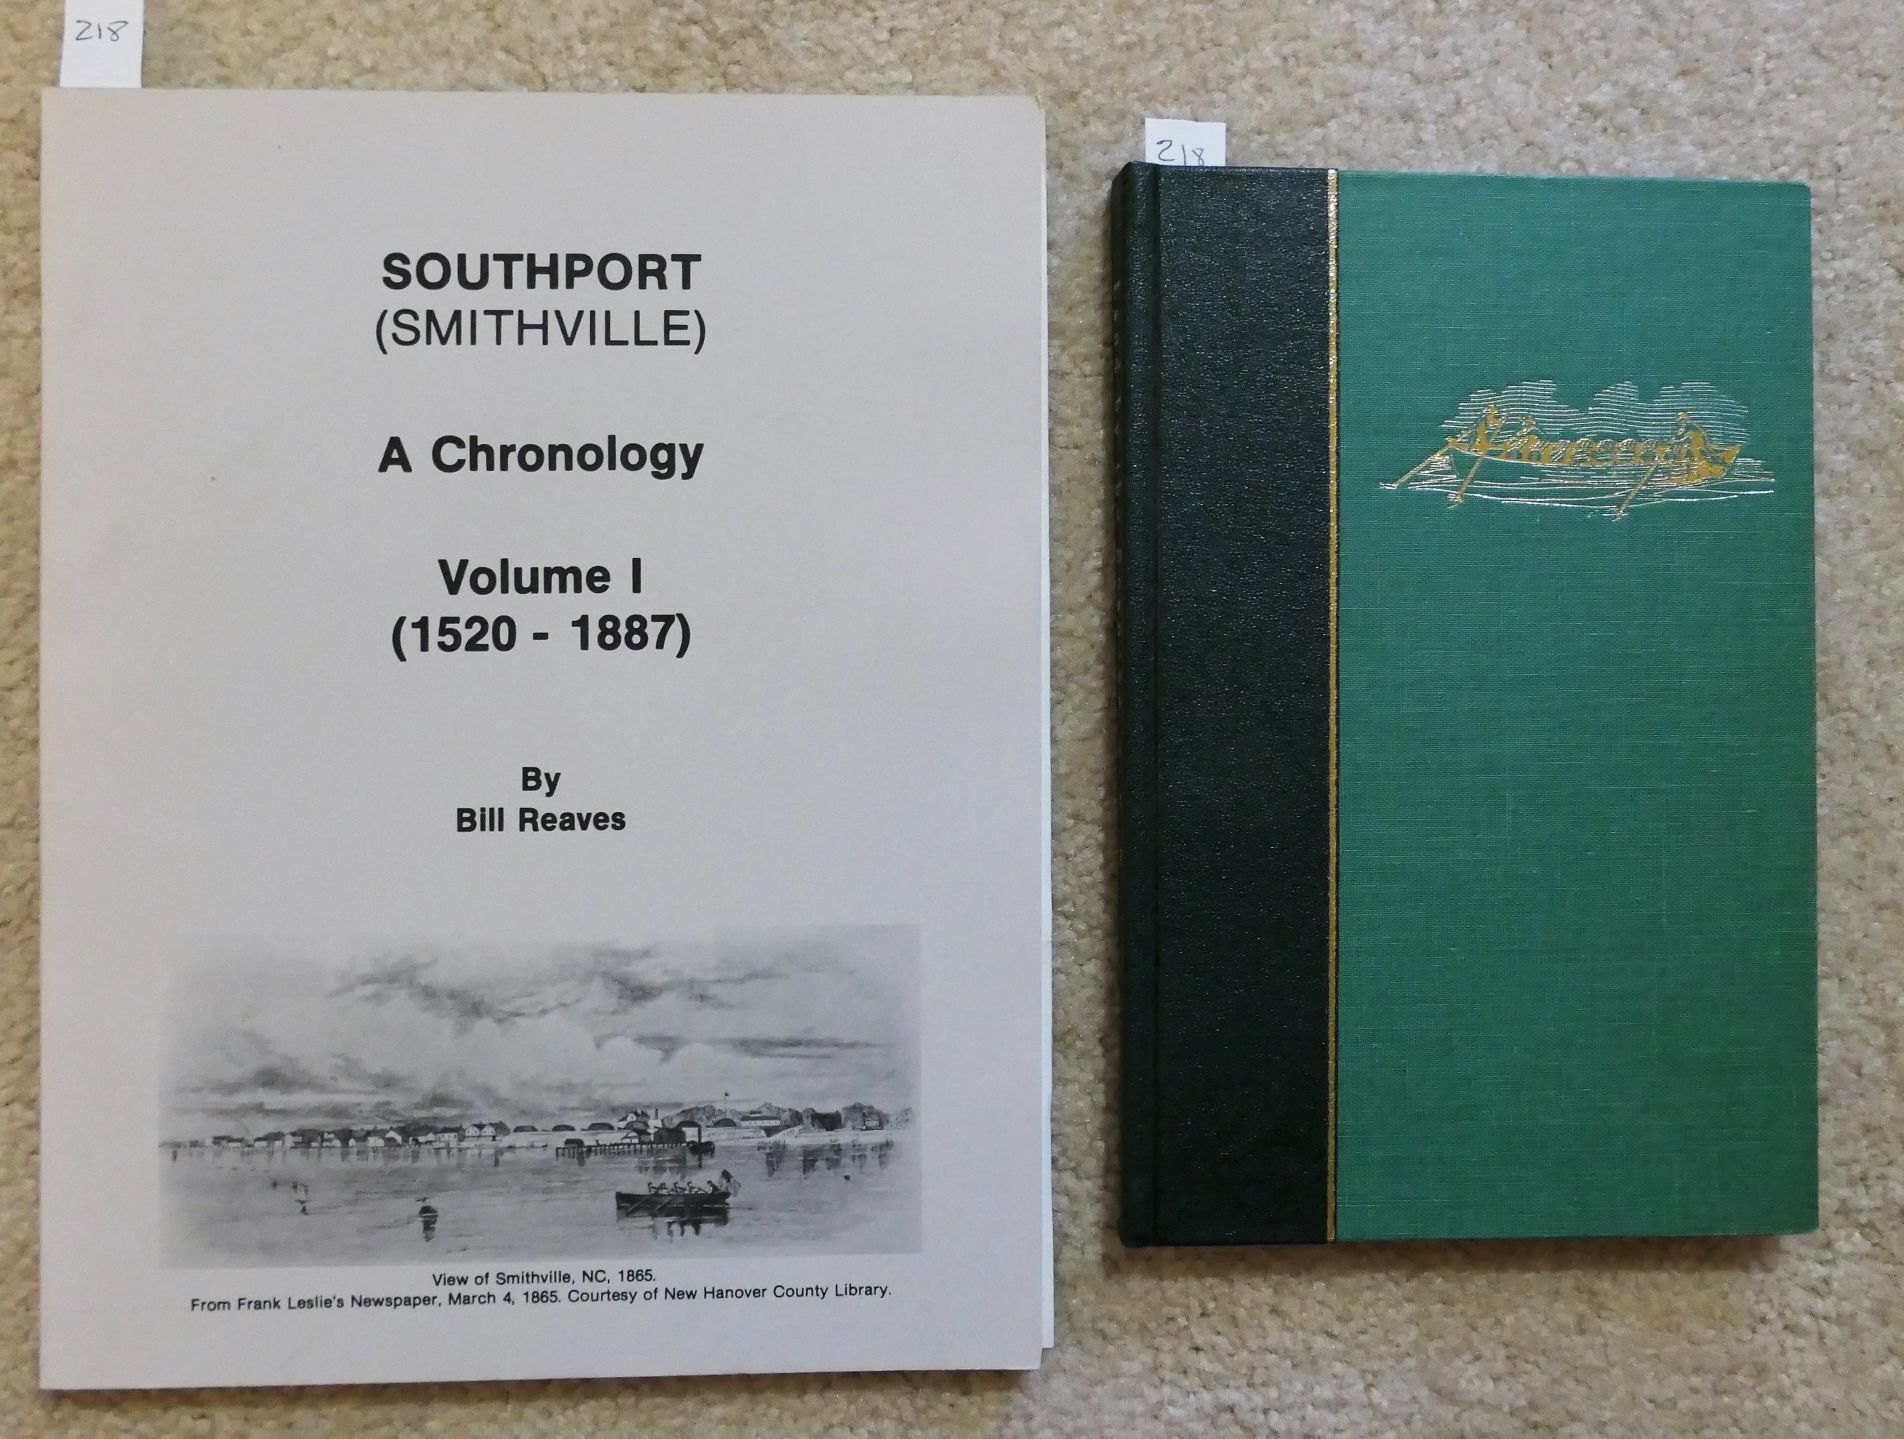 218
SOUTHPORT
(SMITHVILLE)
A Chronology
Volume I
(1520 - 1887)
By
Bill Reaves
View of Smithville, NC, 1865.
From Frank Leslie's Newspaper, March 4, 1865. Courtesy of New Hanover County Library.
218